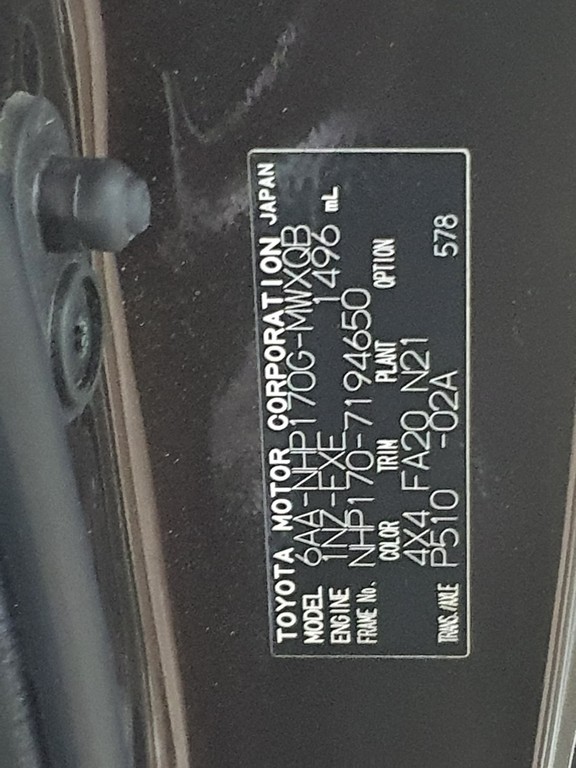 TOYOTA MOTOR CORPORATION JAPAN
MODEL 6AA-NHP170G-MWXQB
ENGINE 1NZ-FXE 1496 mL
FRAME No. NHP170-7194650
COLOR TRIM PLANT OPTION
4X4 FA20 N21
TRANS./AXLE P510 -02A 578